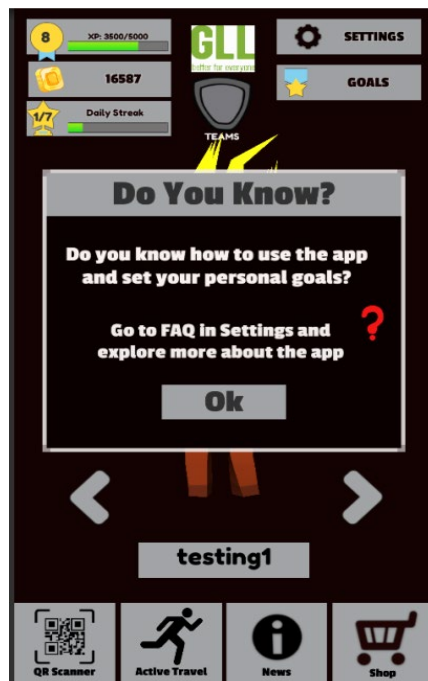 8
XP: 3500/5000
16587
1/7
Daily Streak
GLL
better for everyone
TEAMS
SETTINGS
GOALS
Do You Know?
Do you know how to use the app
and set your personal goals?
Go to FAQ in Settings and
explore more about the app
?
Ok
testing1
QR Scanner
Active Travel
News
Shop